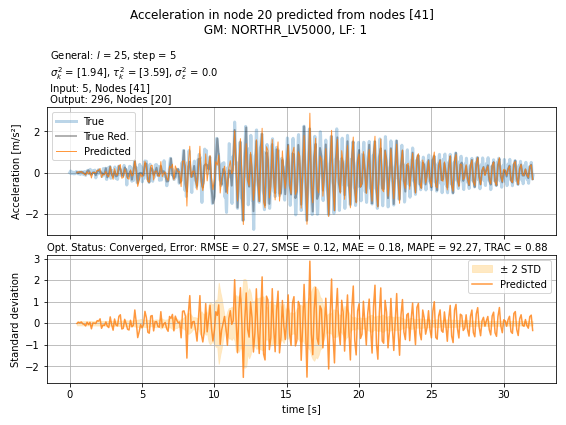 Acceleration in node 20 predicted from nodes [41]
GM: NORTHR_LV5000, LF: 1
General: l = 25, step = 5
σ²ₖ = [1.94], τ²ₖ = [3.59], σ²ε = 0.0
Input: 5, Nodes [41]
Output: 296, Nodes [20]
Acceleration [m/s²]
2
0
−2
True
True Red.
Predicted
Opt. Status: Converged, Error: RMSE = 0.27, SMSE = 0.12, MAE = 0.18, MAPE = 92.27, TRAC = 0.88
Standard deviation
3
2
1
0
−1
−2
± 2 STD
Predicted
0 5 10 15 20 25 30
time [s]